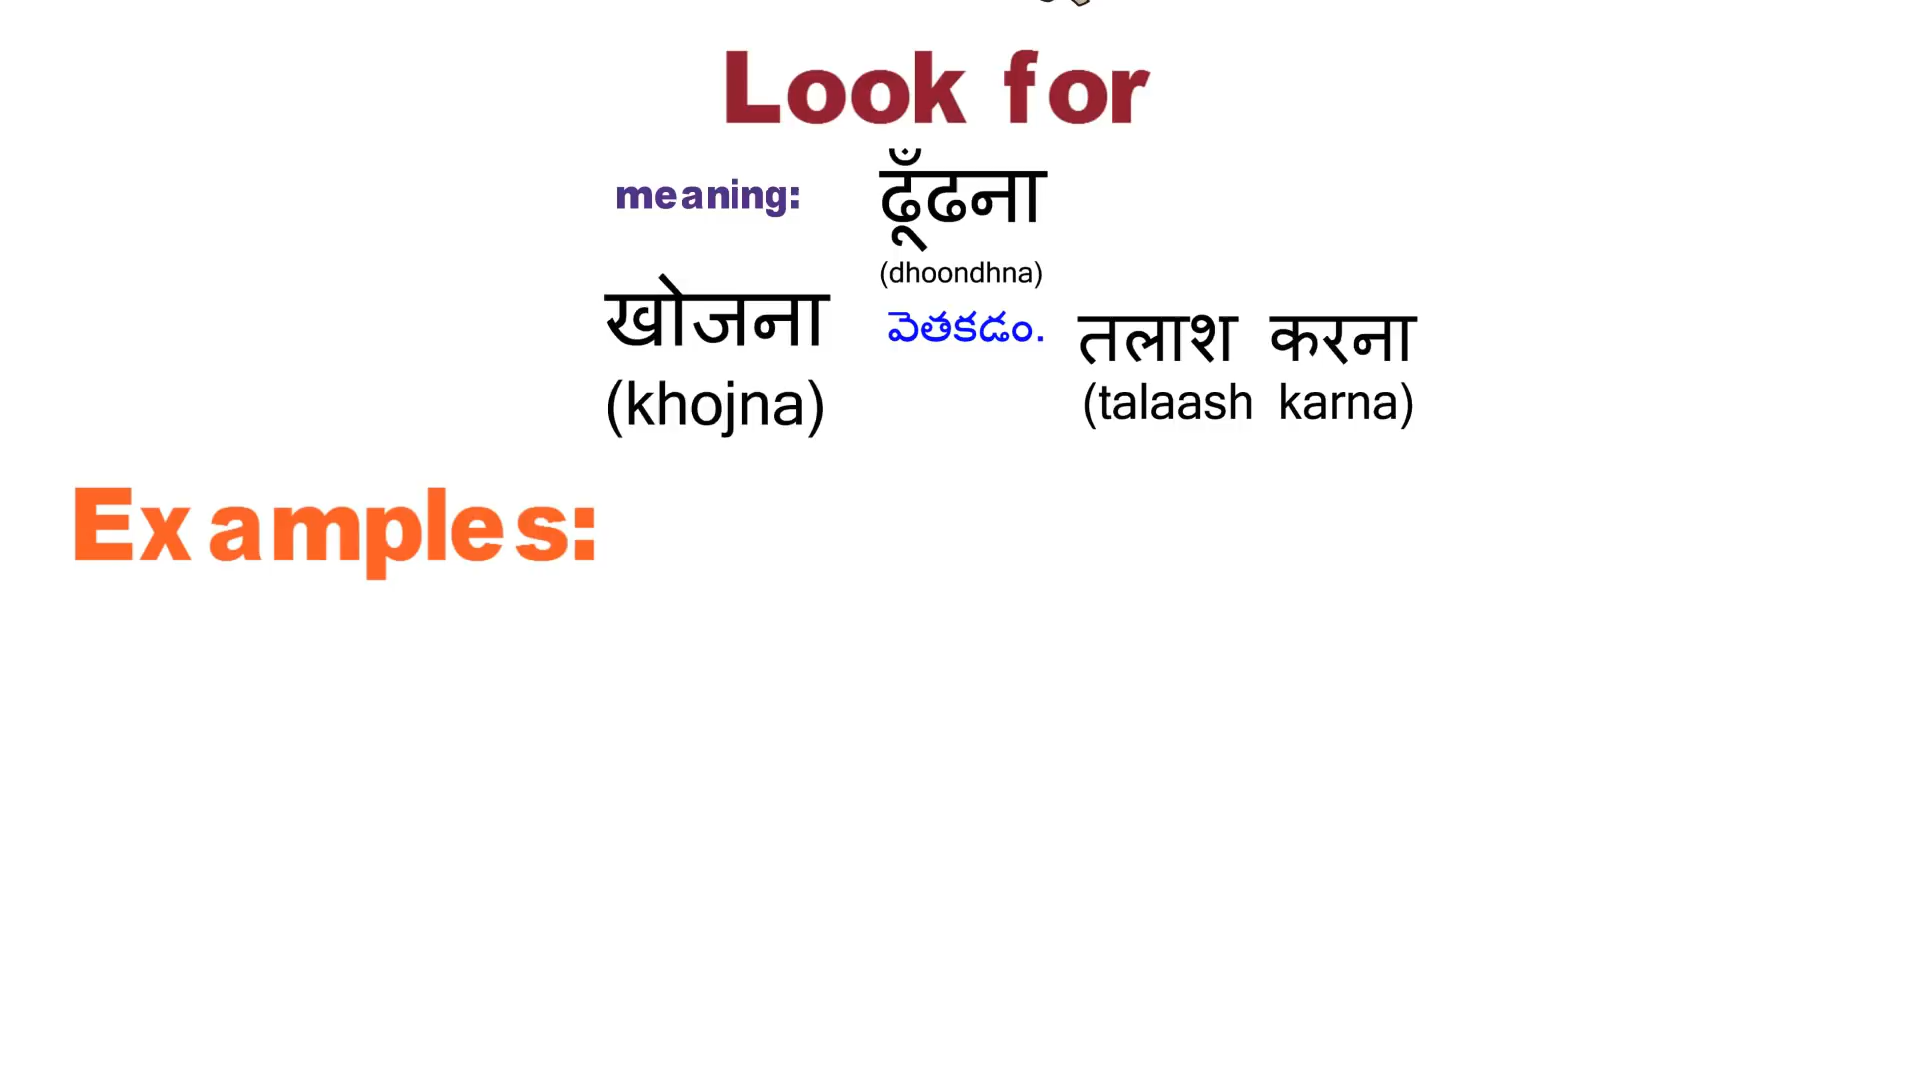 Look for
meaning: ढूँढना
(dhoondhna)
खोजना వెతకడం. तलाश करना
(khojna) (talaash karna)
Examples: